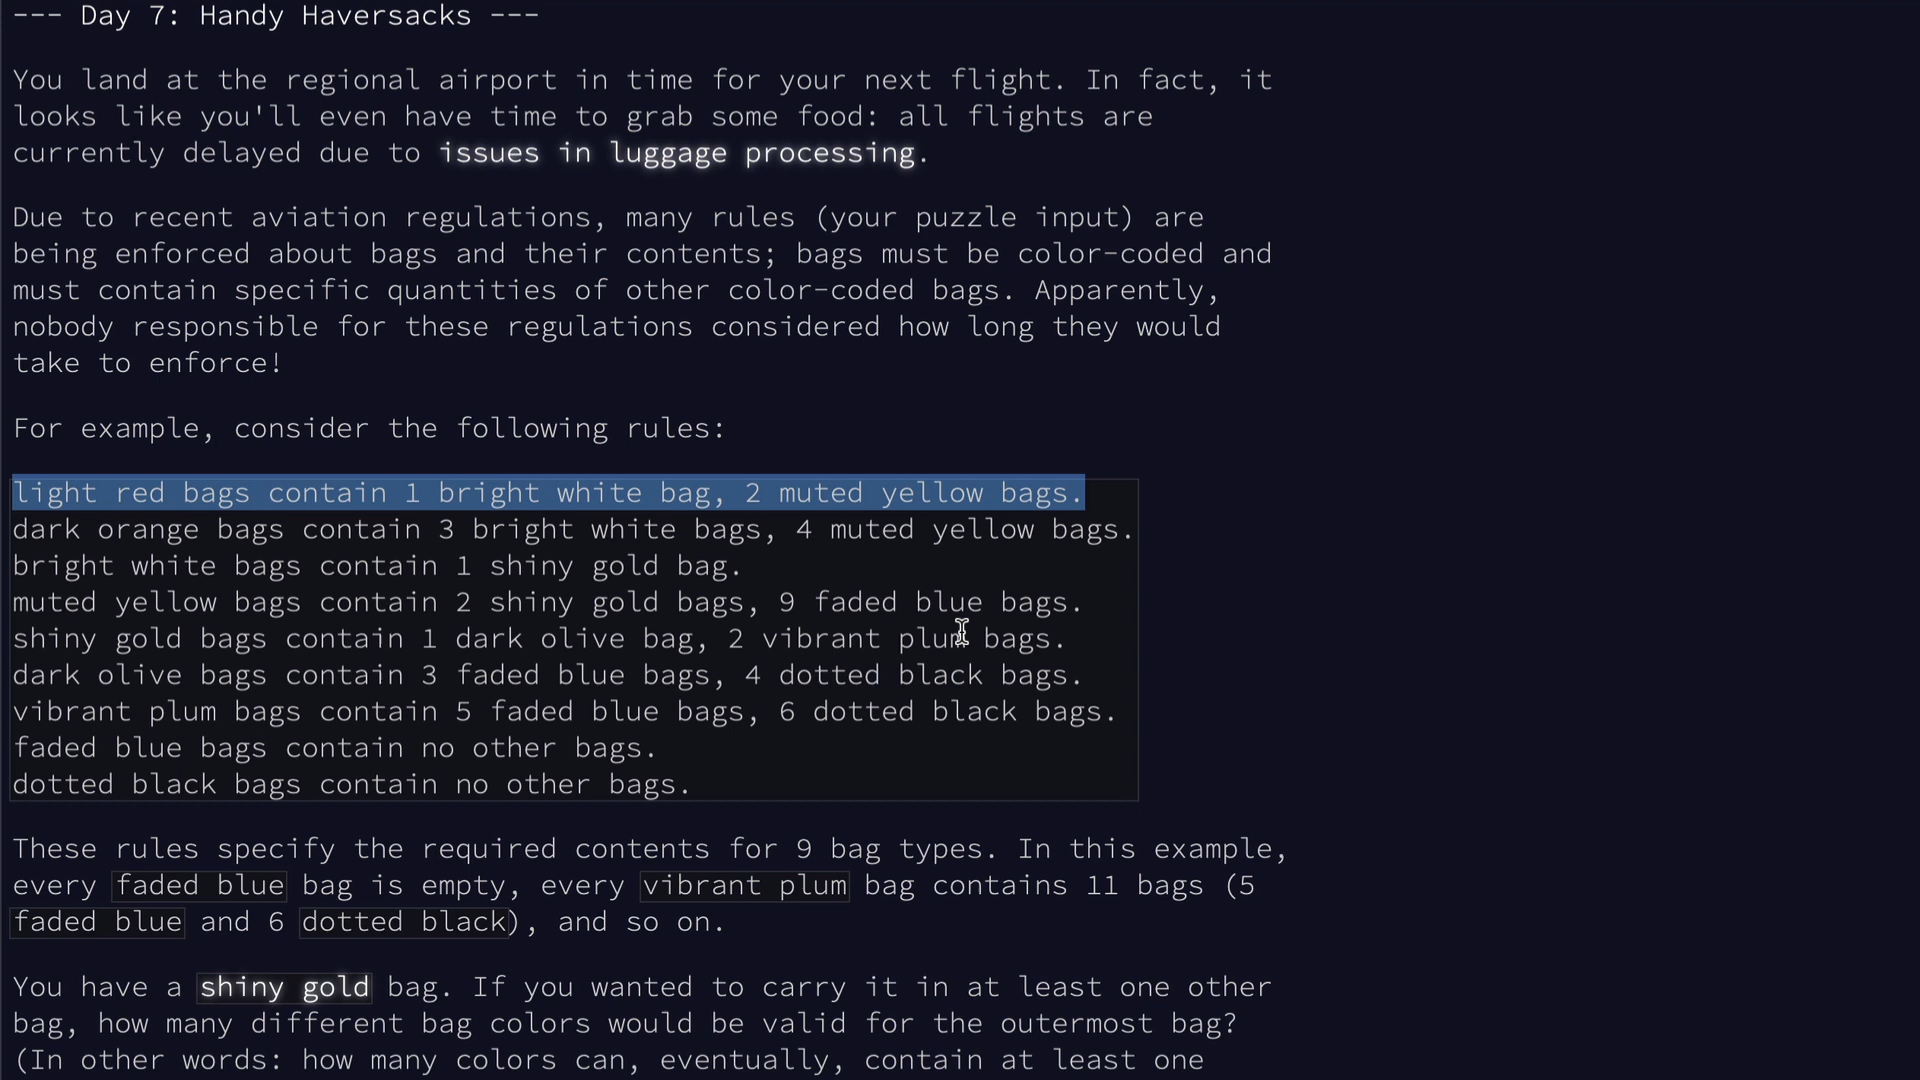 --- Day 7: Handy Haversacks ---
You land at the regional airport in time for your next flight. In fact, it
looks like you'll even have time to grab some food: all flights are
currently delayed due to issues in luggage processing.
Due to recent aviation regulations, many rules (your puzzle input) are
being enforced about bags and their contents; bags must be color-coded and
must contain specific quantities of other color-coded bags. Apparently,
nobody responsible for these regulations considered how long they would
take to enforce!
For example, consider the following rules:
light red bags contain 1 bright white bag, 2 muted yellow bags.
dark orange bags contain 3 bright white bags, 4 muted yellow bags.
bright white bags contain 1 shiny gold bag.
muted yellow bags contain 2 shiny gold bags, 9 faded blue bags.
shiny gold bags contain 1 dark olive bag, 2 vibrant plum bags.
dark olive bags contain 3 faded blue bags, 4 dotted black bags.
vibrant plum bags contain 5 faded blue bags, 6 dotted black bags.
faded blue bags contain no other bags.
dotted black bags contain no other bags.
These rules specify the required contents for 9 bag types. In this example,
every faded blue bag is empty, every vibrant plum bag contains 11 bags (5
faded blue and 6 dotted black), and so on.
You have a shiny gold bag. If you wanted to carry it in at least one other
bag, how many different bag colors would be valid for the outermost bag?
(In other words: how many colors can, eventually, contain at least one